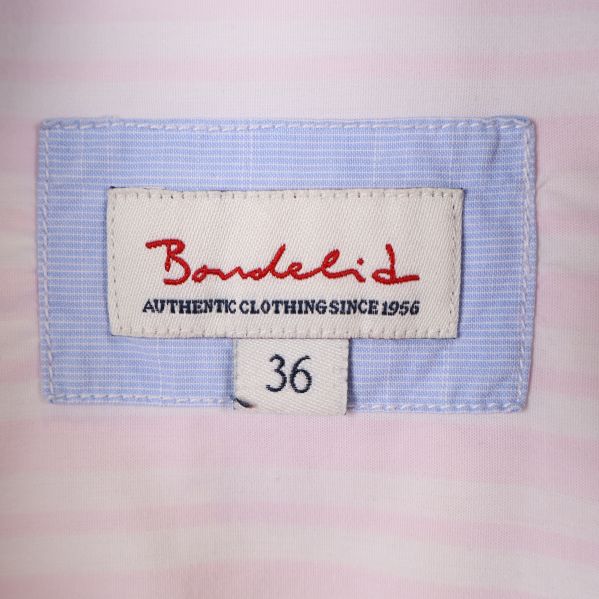 Bondelid
AUTHENTIC CLOTHING SINCE 1956
36